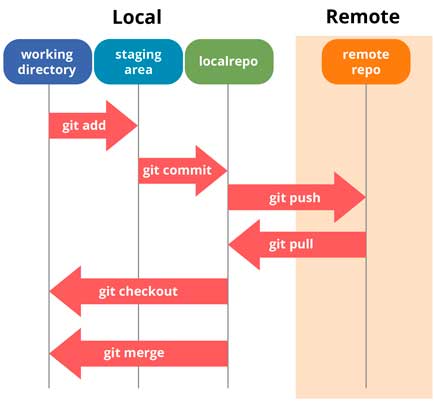 Local
Remote
working
directory
staging
area
localrepo
remote
repo
git add
git commit
git push
git pull
git checkout
git merge